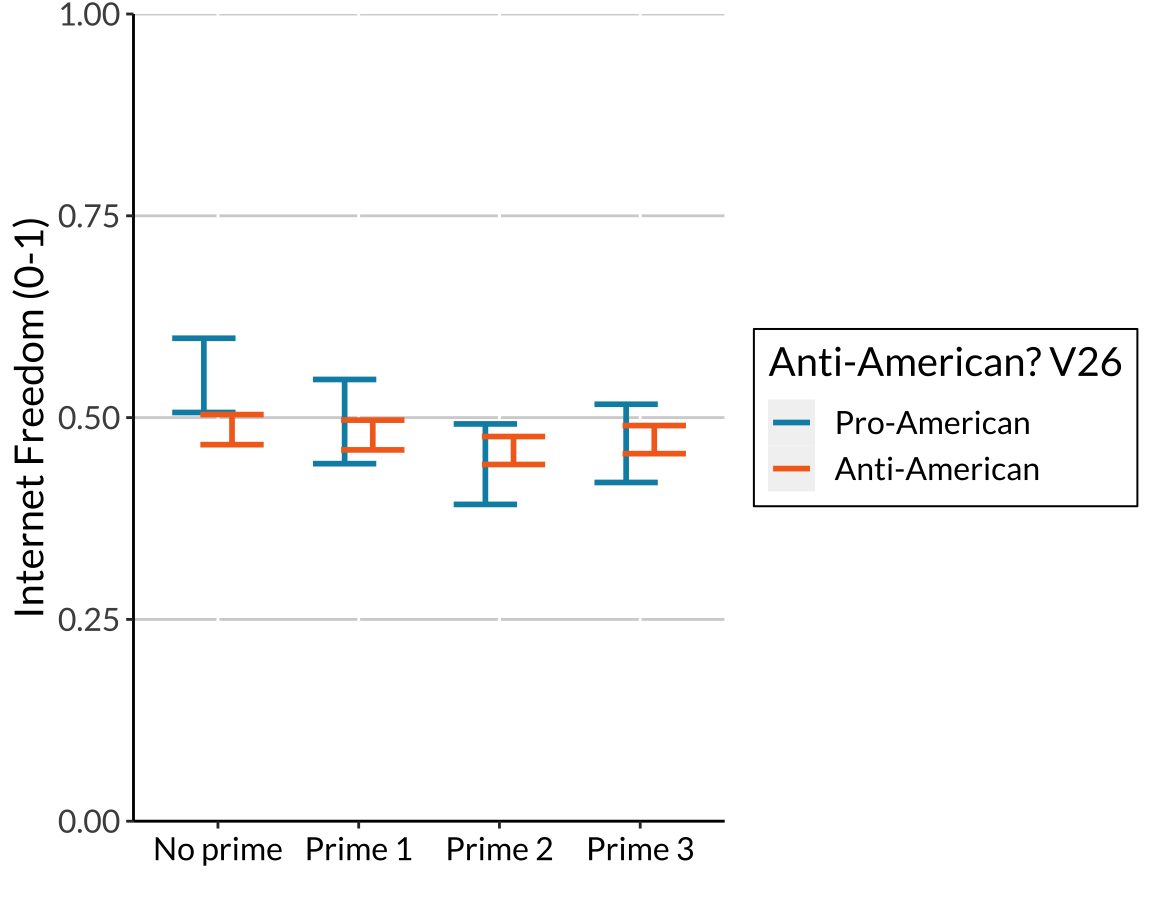 1.00
0.75
0.50
0.25
0.00
Internet Freedom (0-1)
No prime Prime 1 Prime 2 Prime 3
Anti-American? V26
Pro-American
Anti-American